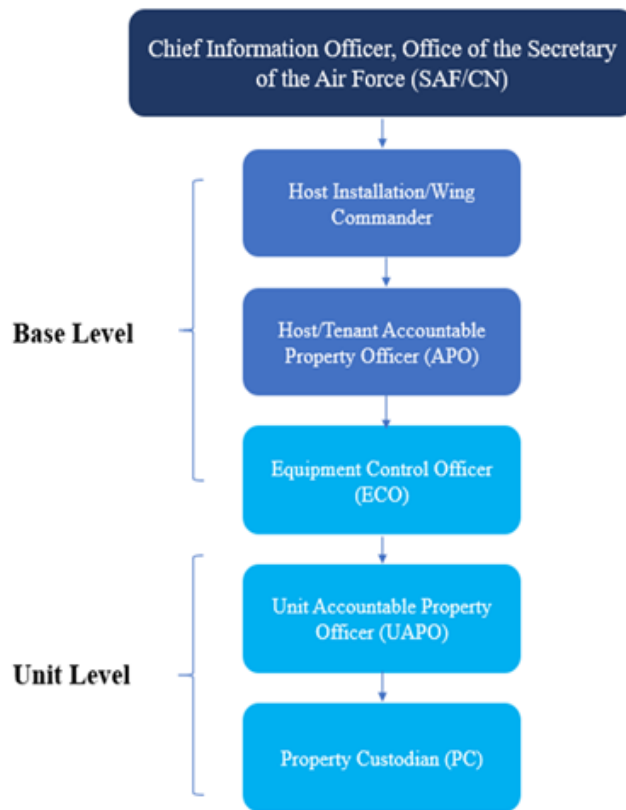 Chief Information Officer, Office of the Secretary
of the Air Force (SAF/CN)
Host Installation/Wing
Commander
Base Level
Host/Tenant Accountable
Property Officer (APO)
Equipment Control Officer
(ECO)
Unit Accountable Property
Officer (UAPO)
Unit Level
Property Custodian (PC)